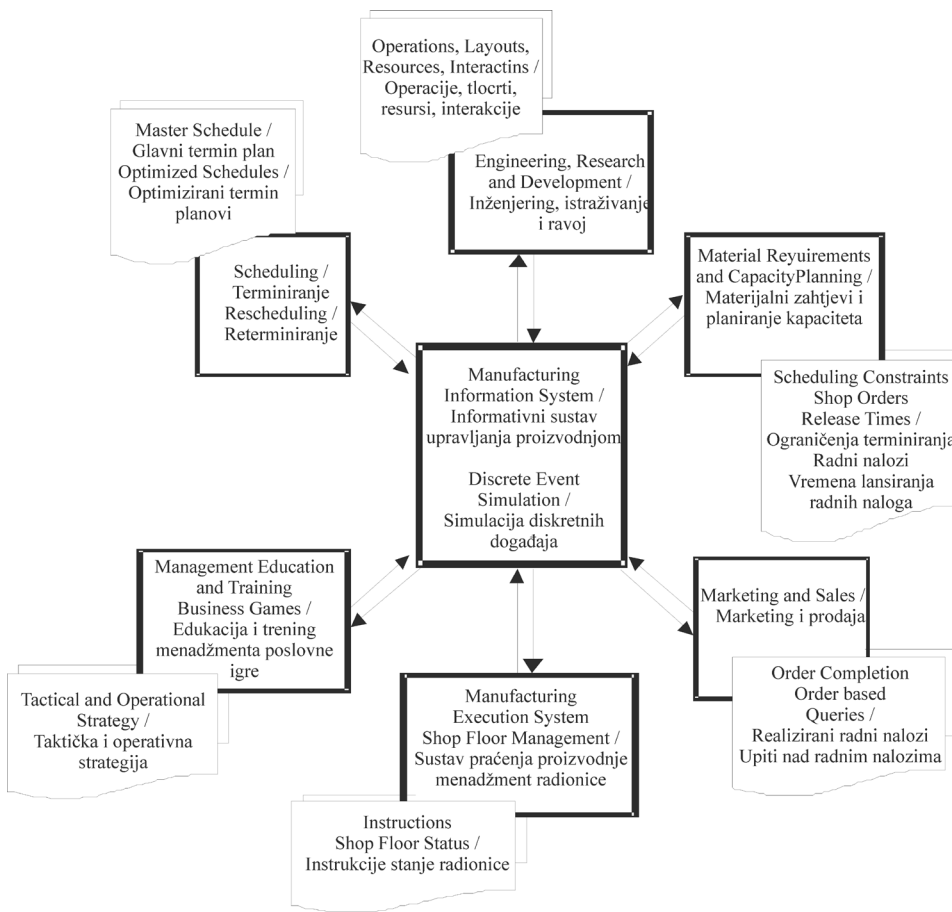 Operations, Layouts,
Resources, Interactins /
Operacije, tlocrti,
resursi, interakcije
Master Schedule /
Glavni termin plan
Optimized Schedules /
Optimizirani termin
planovi
Engineering, Research
and Development /
Inženjering, istraživanje
i ravoj
Scheduling /
Terminiranje
Rescheduling /
Reterminiranje
Material Reyuirements
and CapacityPlanning /
Materijalni zahtjevi i
planiranje kapaciteta
Scheduling Constraints
Shop Orders
Release Times /
Ograničenja terminiranja
Radni nalozi
Vremena lansiranja
radnih naloga
Manufacturing
Information System /
Informativni sustav
upravljanja proizvodnjom
Discrete Event
Simulation /
Simulacija diskretnih
događaja
Management Education
and Training
Business Games /
Edukacija i trening
menadžmenta poslovne
igre
Marketing and Sales /
Marketing i prodaja
Tactical and Operational
Strategy /
Taktička i operativna
strategija
Manufacturing
Execution System
Shop Floor Management /
Sustav praćenja proizvodnje
menadžment radionice
Order Completion
Order based
Queries /
Realizirani radni nalozi
Upiti nad radnim nalozima
Instructions
Shop Floor Status /
Instrukcije stanje radionice